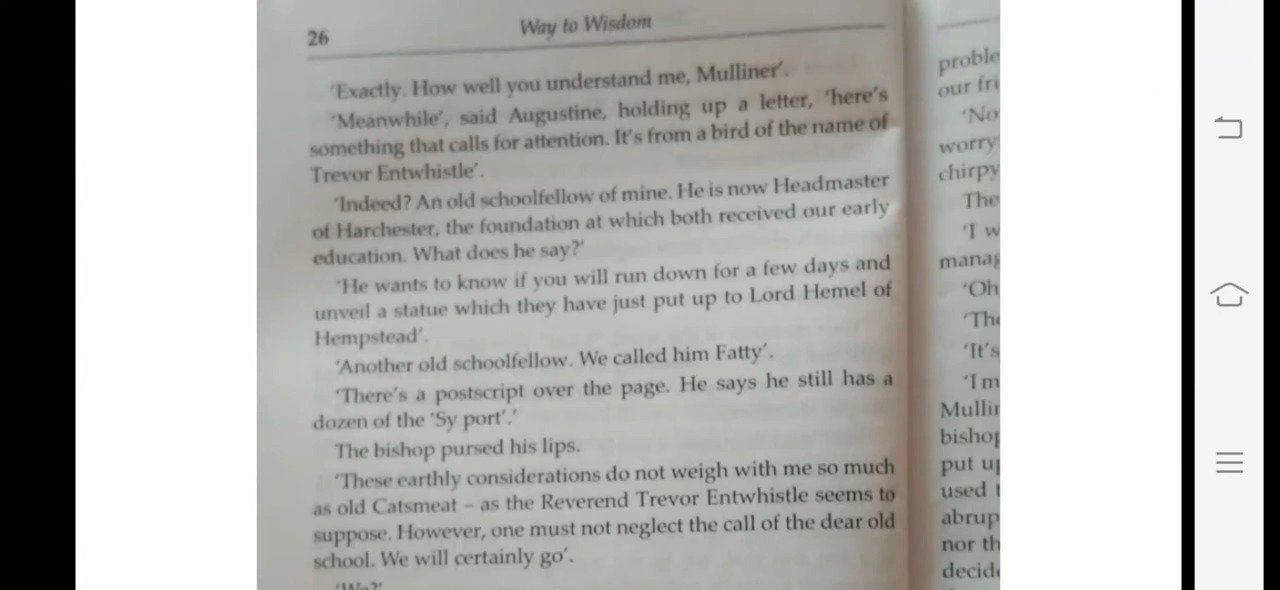 26
Way to Wisdom
'Exactly. How well you understand me, Mulliner'.
'Meanwhile', said Augustine, holding up a letter, 'here's
something that calls for attention. It's from a bird of the name of
Trevor Entwhistle'.
'Indeed? An old schoolfellow of mine. He is now Headmaster
of Harchester, the foundation at which both received our early
education. What does he say?'
'He wants to know if you will run down for a few days and
unveil a statue which they have just put up to Lord Hemel of
Hempstead'.
'Another old schoolfellow. We called him Fatty'.
'There's a postscript over the page. He says he still has a
dozen of the 'Sy port'.'
The bishop pursed his lips.
'These earthly considerations do not weigh with me so much
as old Catsmeat – as the Reverend Trevor Entwhistle seems to
suppose. However, one must not neglect the call of the dear old
school. We will certainly go'.
'We?'
proble
our fri
'No
worry
chirpy
The
'I w
manag
'Oh
'The
'It's
'I m
Mullin
bishop
put up
used t
abrup
nor th
decide